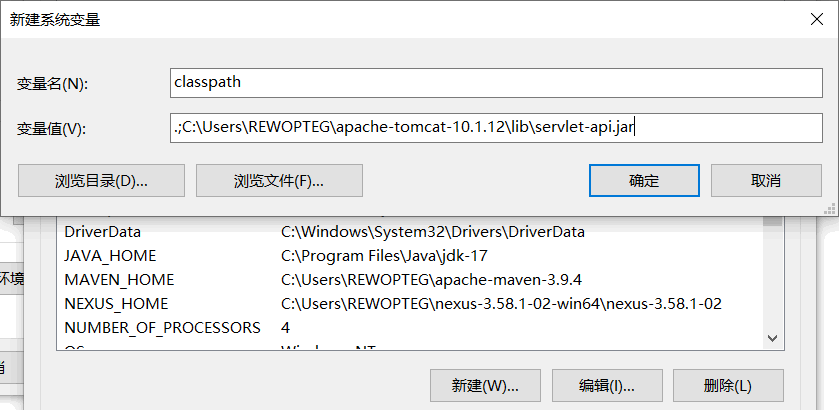 新建系统变量
变量名(N):
classpath
变量值(V):
.;C:\Users\REWOPTEG\apache-tomcat-10.1.12\lib\servlet-api.jar
浏览目录(D)...
浏览文件(F)...
确定
取消
DriverData C:\Windows\System32\Drivers\DriverData
JAVA_HOME C:\Program Files\Java\jdk-17
MAVEN_HOME C:\Users\REWOPTEG\apache-maven-3.9.4
NEXUS_HOME C:\Users\REWOPTEG\nexus-3.58.1-02-win64\nexus-3.58.1-02
NUMBER_OF_PROCESSORS 4
环境
新建(W)...
编辑(I)...
删除(L)